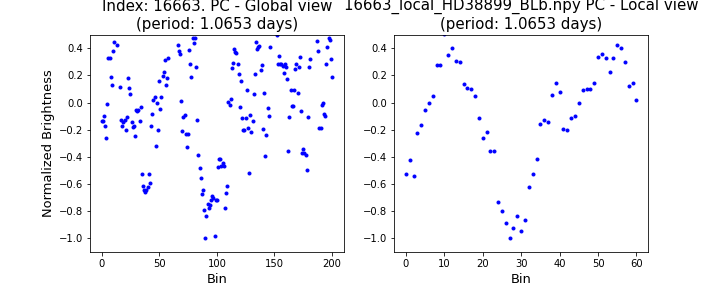 Index: 16663. PC - Global view
(period: 1.0653 days)
16663_local_HD38899_BLb.npy PC - Local view
(period: 1.0653 days)
Normalized Brightness
0.4
0.2
0.0
−0.2
−0.4
−0.6
−0.8
−1.0
0 50 100 150 200
Bin
0.4
0.2
0.0
−0.2
−0.4
−0.6
−0.8
−1.0
0 10 20 30 40 50 60
Bin